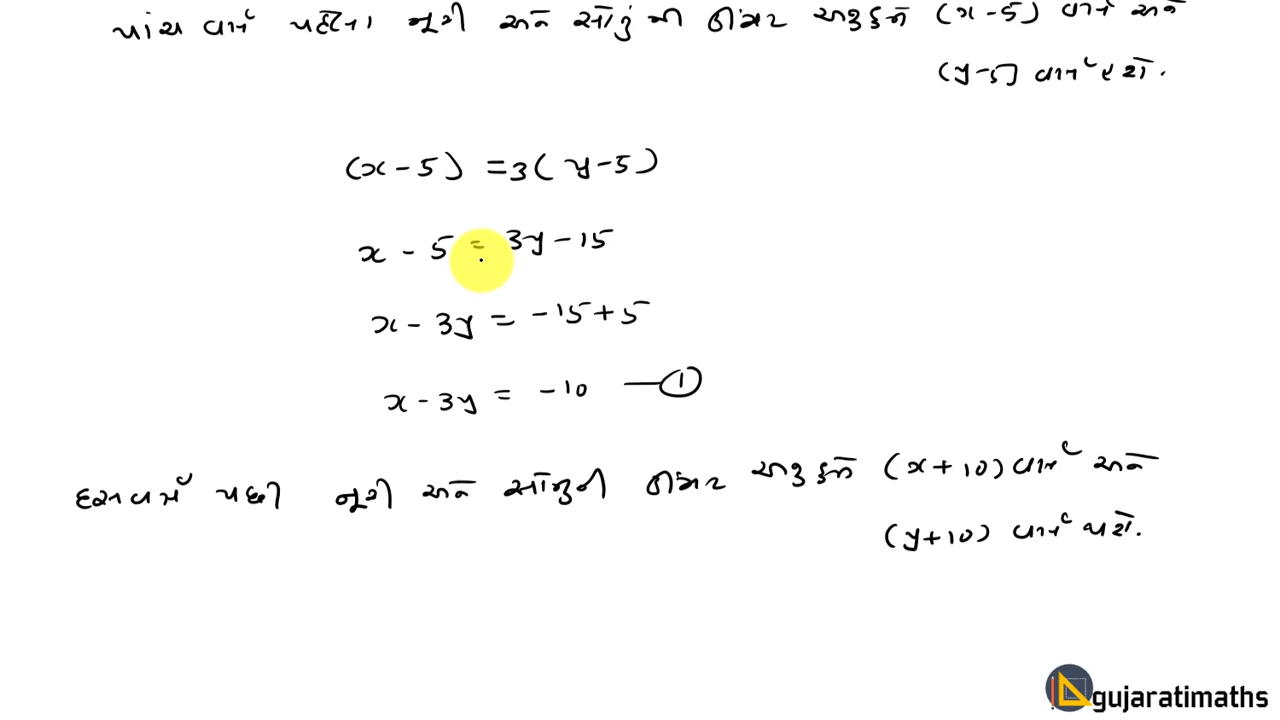 પાંચ વર્ષ પહેલા નૂરી અને સોનું ની ઉંમર અનુક્રમે (x-5) વર્ષ અને
(y-5) વર્ષ હશે.
(x-5) =3(y-5)
x - 5 = 3y-15
x - 3y = -15+5
x - 3y = -10 —①
દસ વર્ષ પછી નૂરી અને સોનુની ઉંમર અનુક્રમે (x+10) વર્ષ અને
(y+10) વર્ષ થશે.
gujaratimaths